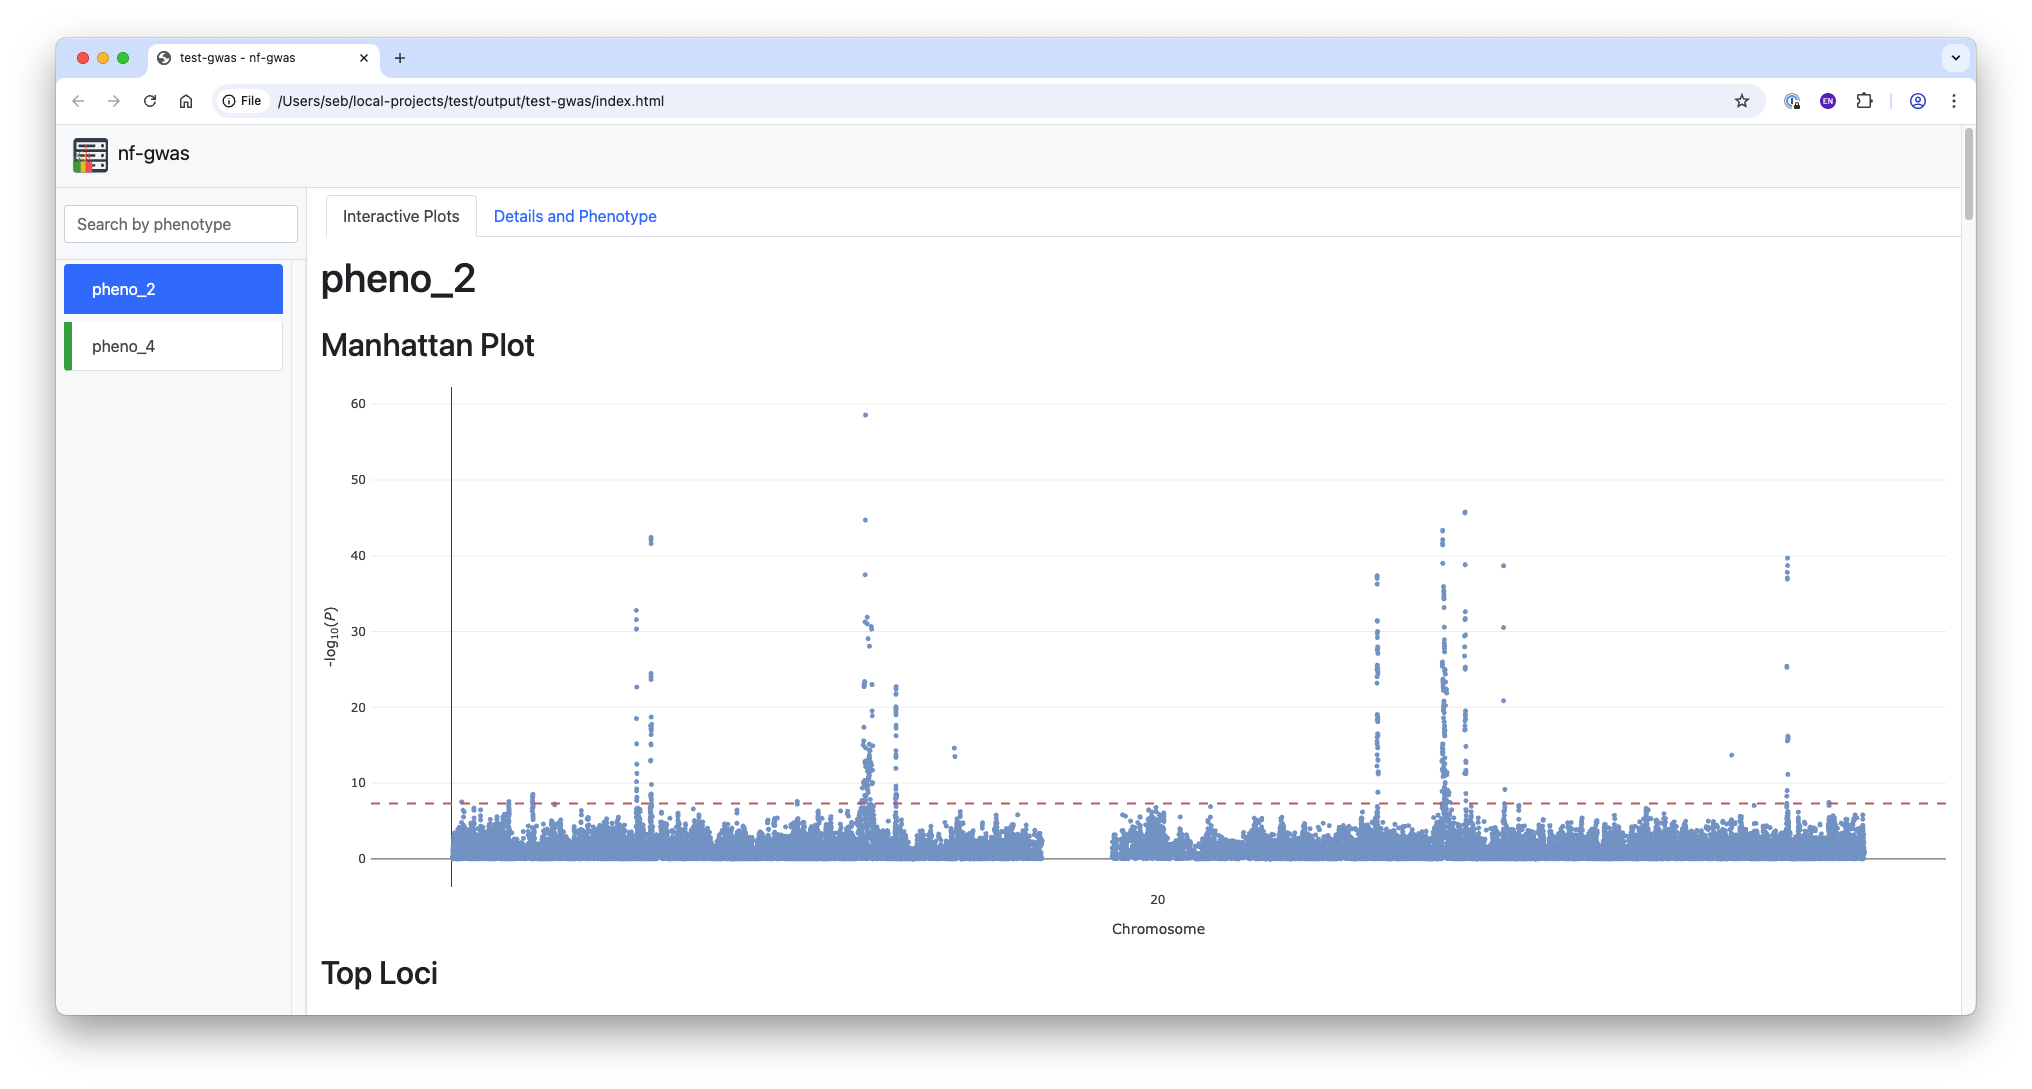 test-gwas - nf-gwas
File /Users/seb/local-projects/test/output/test-gwas/index.html
EN
nf-gwas
Search by phenotype
pheno_2
pheno_4
Interactive Plots
Details and Phenotype
pheno_2
Manhattan Plot
60
50
40
30
20
10
0
-log₁₀(P)
20
Chromosome
Top Loci